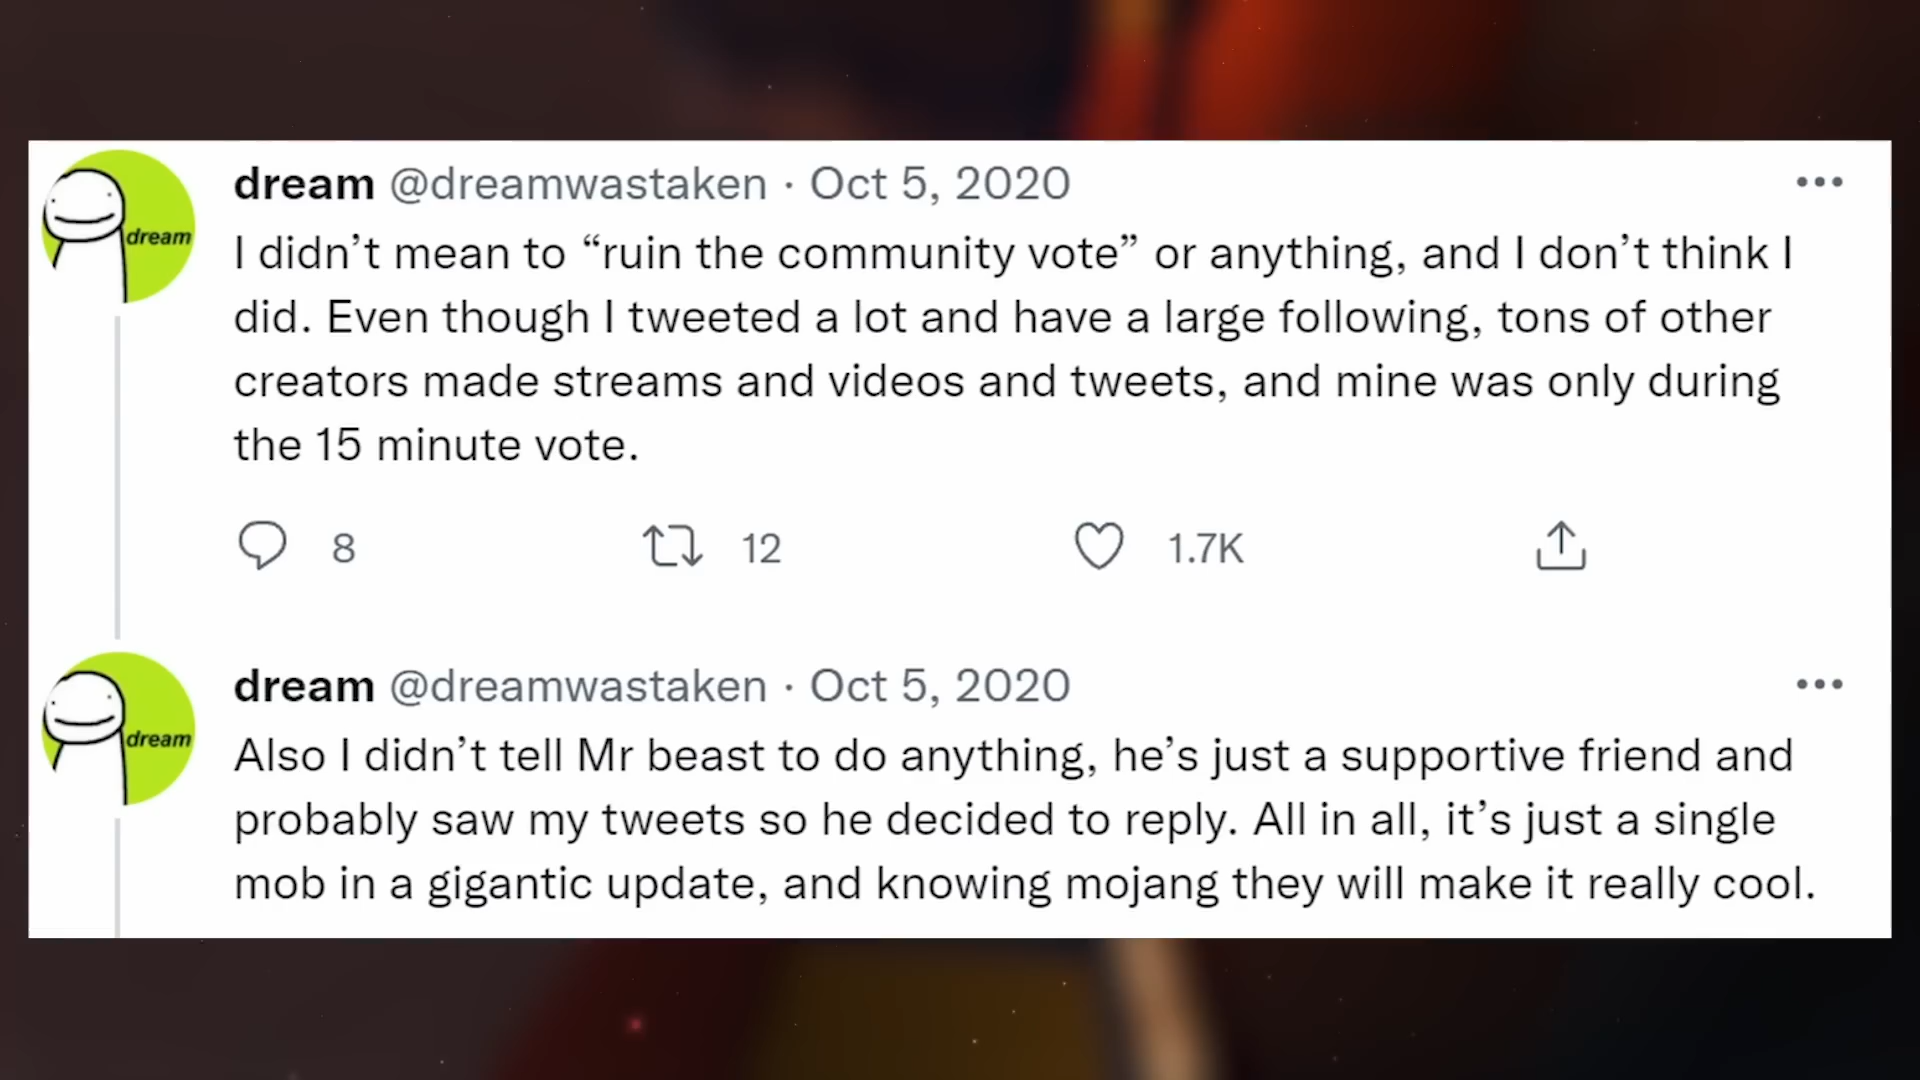 dream @dreamwastaken · Oct 5, 2020
dream
I didn’t mean to “ruin the community vote” or anything, and I don’t think I
did. Even though I tweeted a lot and have a large following, tons of other
creators made streams and videos and tweets, and mine was only during
the 15 minute vote.
8 12 1.7K
dream @dreamwastaken · Oct 5, 2020
dream
Also I didn’t tell Mr beast to do anything, he’s just a supportive friend and
probably saw my tweets so he decided to reply. All in all, it’s just a single
mob in a gigantic update, and knowing mojang they will make it really cool.